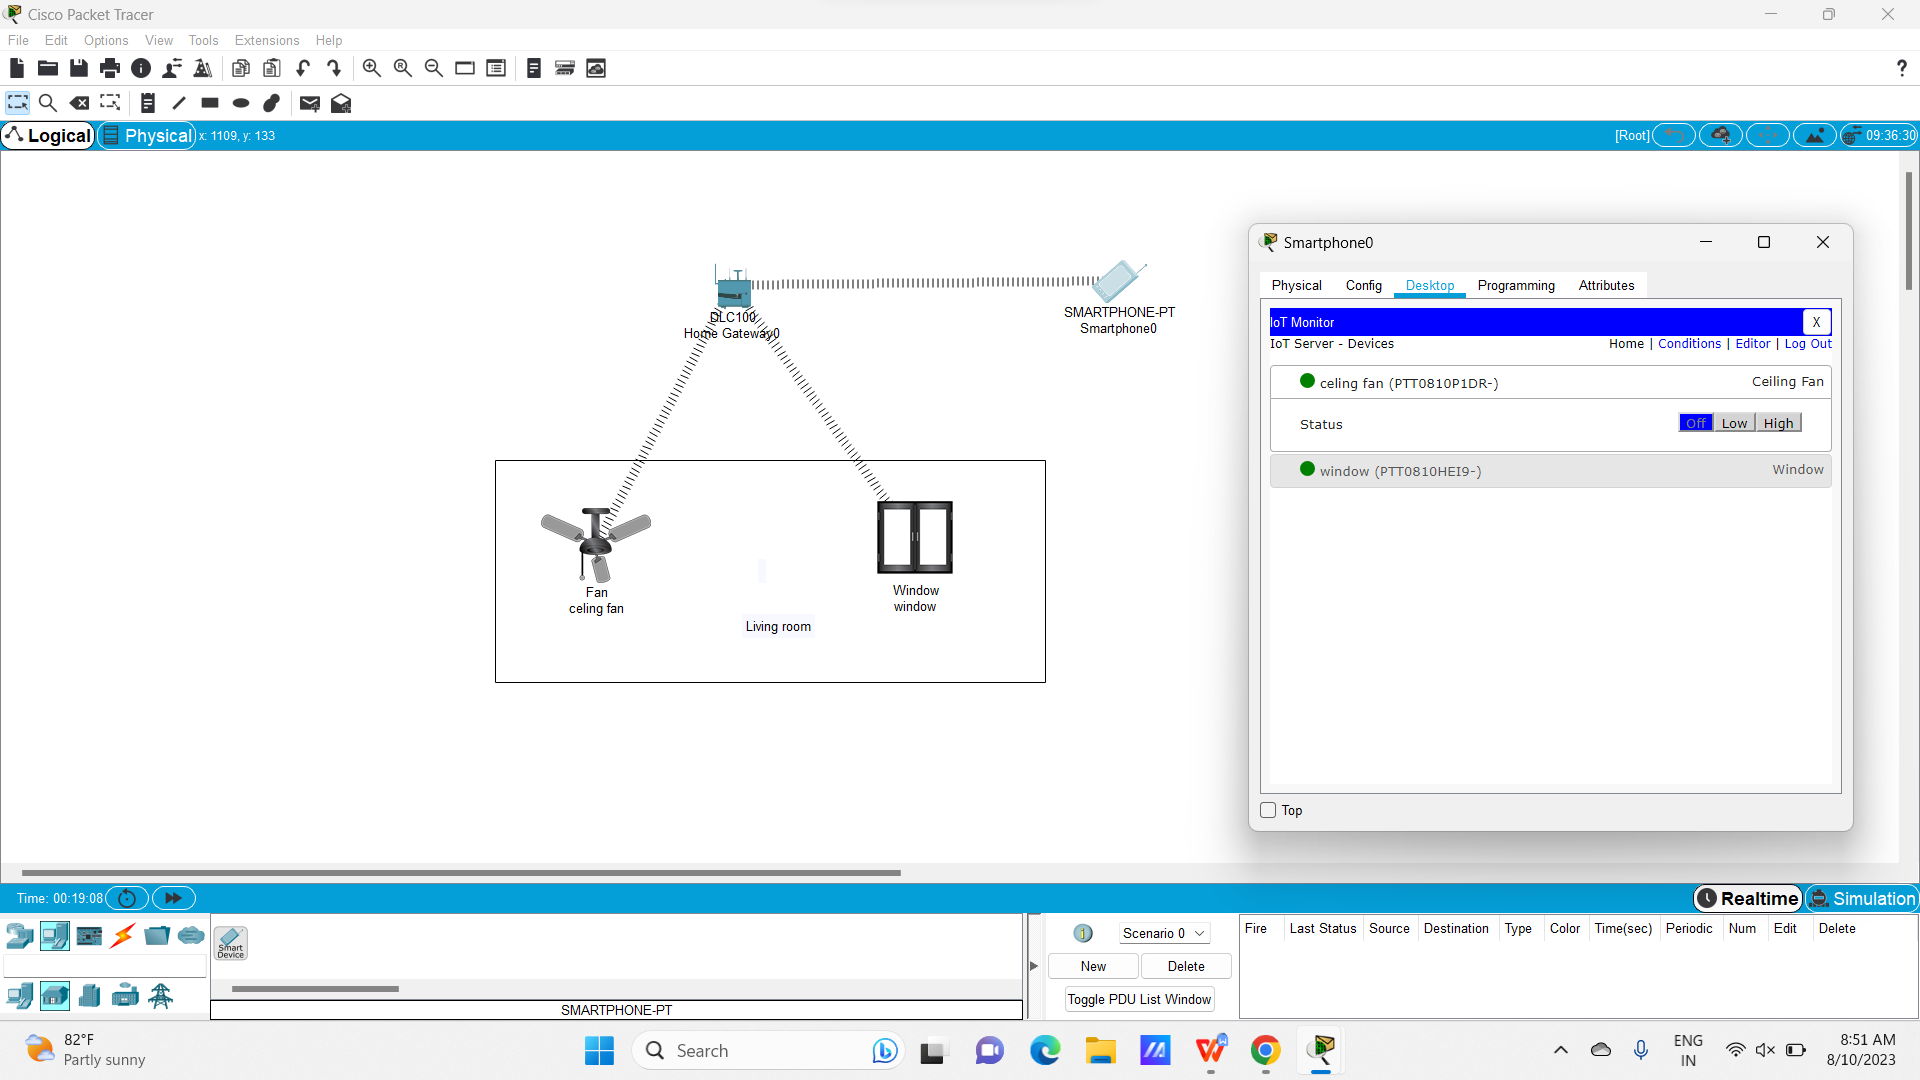 Cisco Packet Tracer
File Edit Options View Tools Extensions Help
?
Logical Physical x: 1109, y: 133 [Root] 09:36:30
DLC100
Home Gateway0
SMARTPHONE-PT
Smartphone0
Fan
celing fan
Window
window
Living room
Smartphone0
Physical Config Desktop Programming Attributes
IoT Monitor X
IoT Server - Devices Home | Conditions | Editor | Log Out
celing fan (PTT0810P1DR-) Ceiling Fan
Status Off Low High
window (PTT0810HEI9-) Window
Top
Time: 00:19:08 Realtime Simulation
Smart
Device
SMARTPHONE-PT
Scenario 0
New Delete
Toggle PDU List Window
Fire Last Status Source Destination Type Color Time(sec) Periodic Num Edit Delete
82°F
Partly sunny
Search
ENG
IN
8:51 AM
8/10/2023